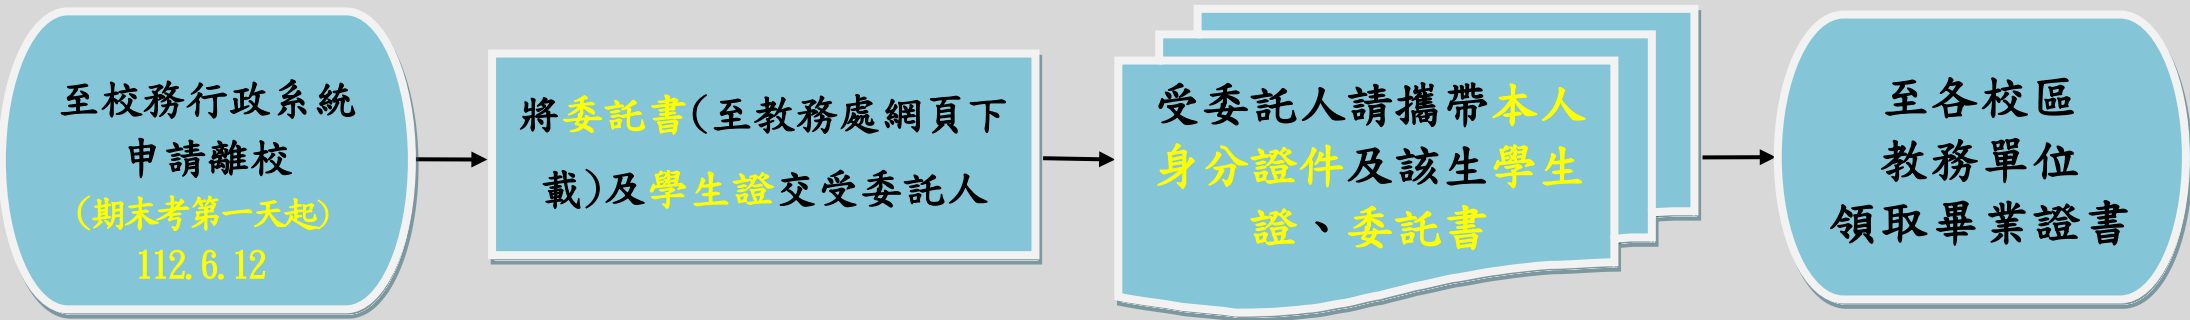 至校務行政系統
申請離校
(期末考第一天起)
112.6.12
將委託書(至教務處網頁下
載)及學生證交受委託人
受委託人請攜帶本人
身分證件及該生學生
證、委託書
至各校區
教務單位
領取畢業證書